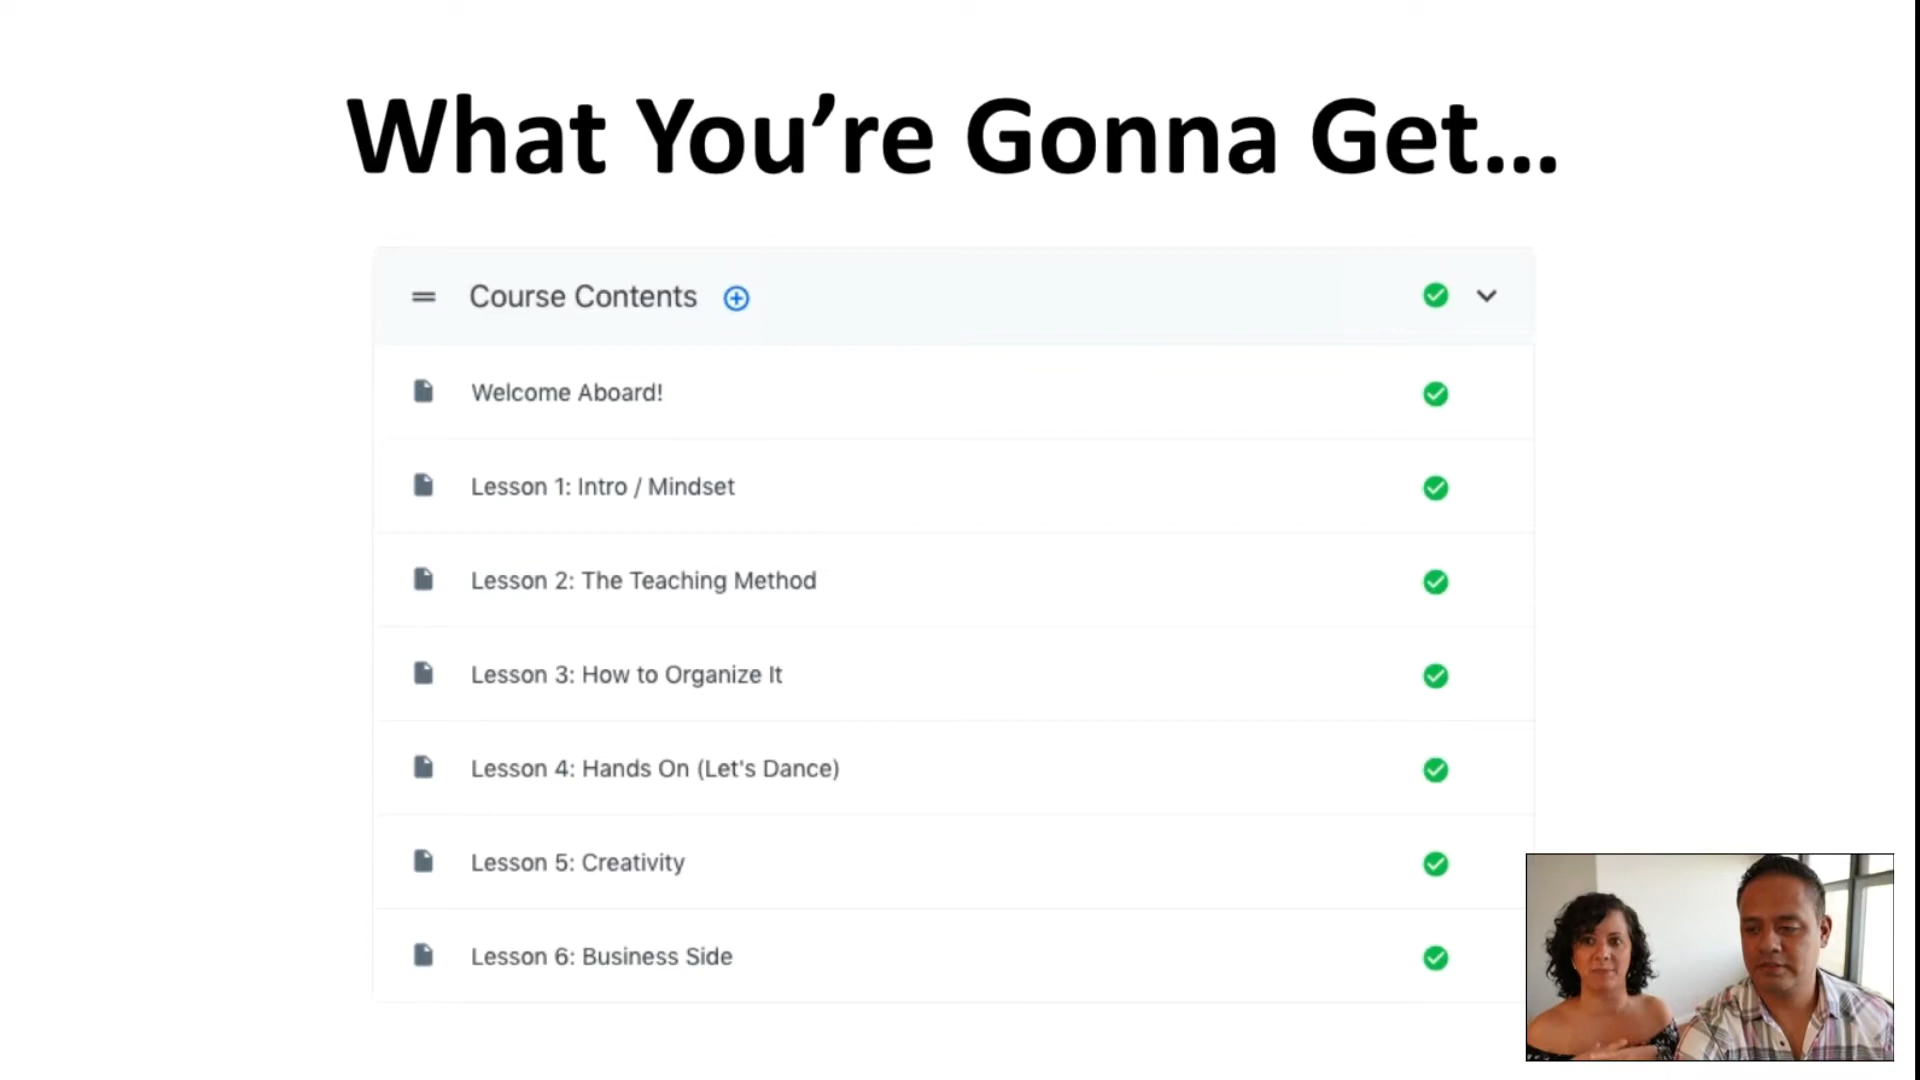 What You’re Gonna Get...
Course Contents
Welcome Aboard!
Lesson 1: Intro / Mindset
Lesson 2: The Teaching Method
Lesson 3: How to Organize It
Lesson 4: Hands On (Let's Dance)
Lesson 5: Creativity
Lesson 6: Business Side